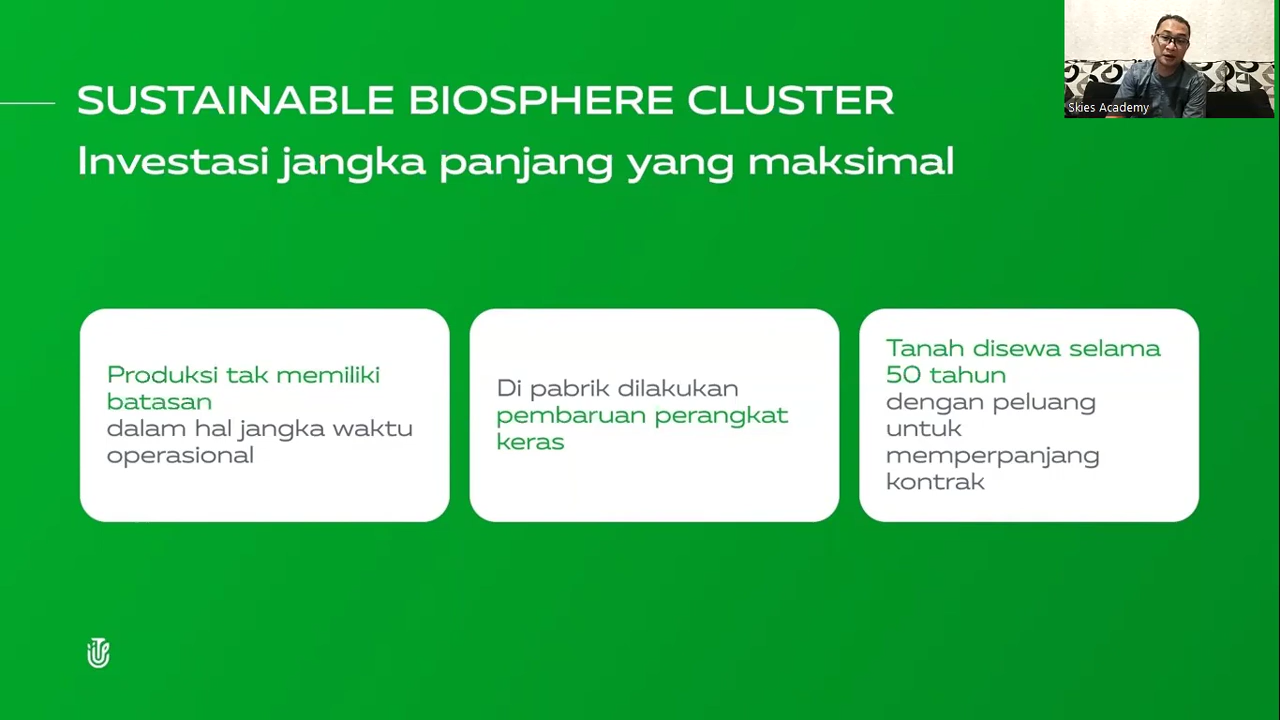 Skies Academy
SUSTAINABLE BIOSPHERE CLUSTER
Investasi jangka panjang yang maksimal
Produksi tak memiliki
batasan
dalam hal jangka waktu
operasional
Di pabrik dilakukan
pembaruan perangkat
keras
Tanah disewa selama
50 tahun
dengan peluang
untuk
memperpanjang
kontrak